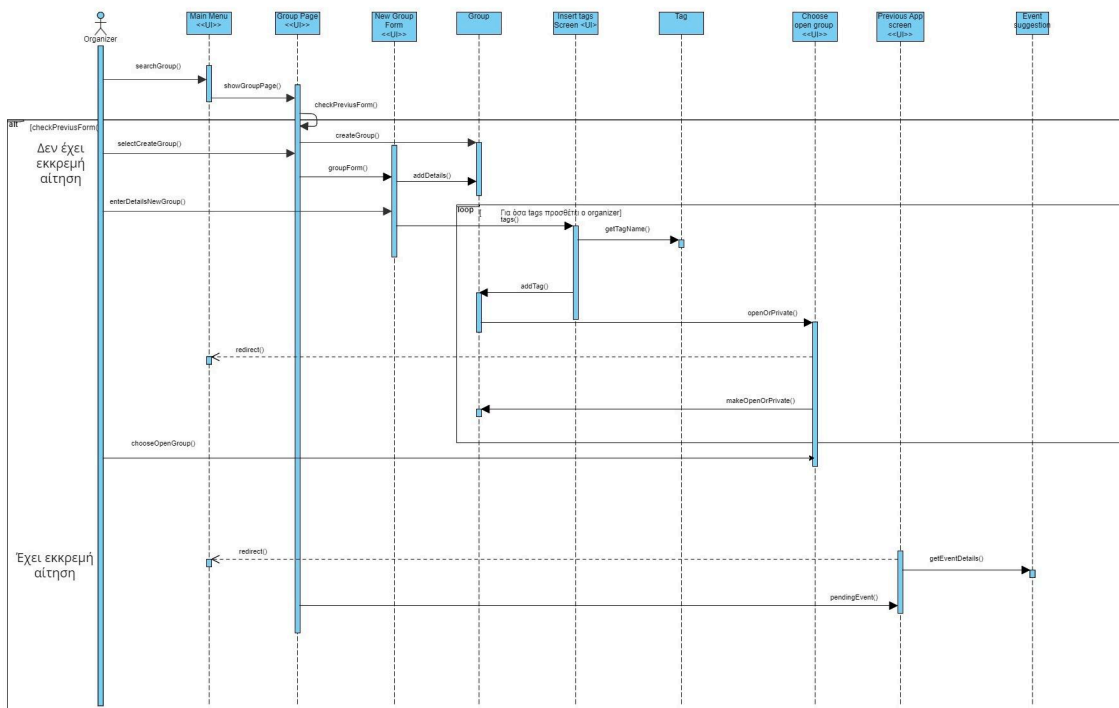 Main Menu
<<UI>>
Group Page
<<UI>>
New Group
Form
<<UI>>
Group
Insert tags
Screen <UI>
Tag
Choose
open group
<<UI>>
Previous App
screen
<<UI>>
Event
suggestion
Organizer
searchGroup()
showGroupPage()
checkPreviusForm()
alt
[checkPreviusForm()
Δεν έχει
εκκρεμή
αίτηση
createGroup()
selectCreateGroup()
groupForm()
addDetails()
enterDetailsNewGroup()
loop
[ Για όσα tags προσθέτει ο organizer]
tags()
getTagName()
addTag()
openOrPrivate()
redirect()
makeOpenOrPrivate()
chooseOpenGroup()
Έχει εκκρεμή
αίτηση
redirect()
getEventDetails()
pendingEvent()